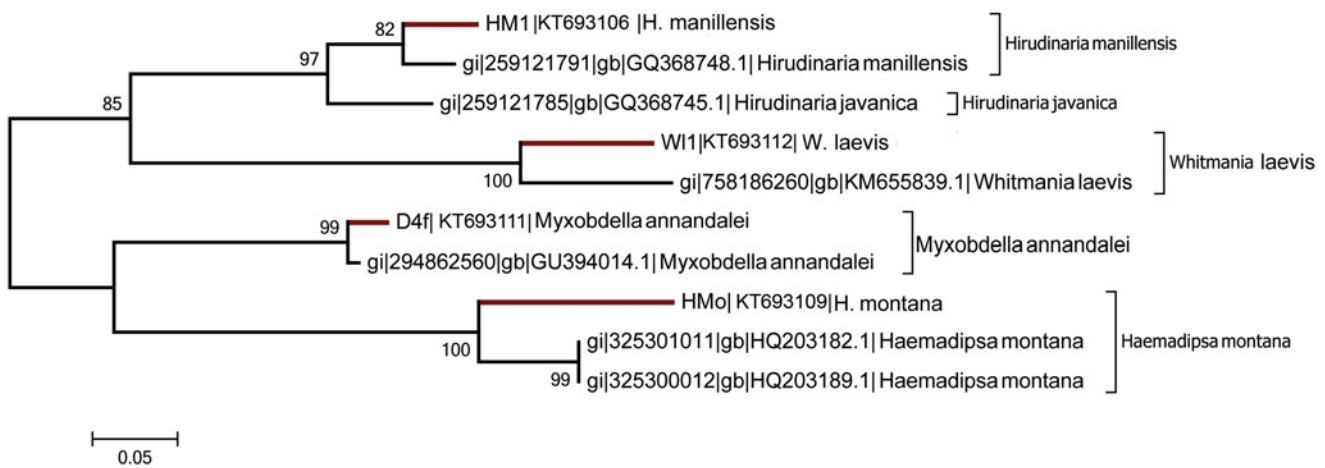 HM1|KT693106 |H. manillensis
82
Hirudinaria manillensis
gi|259121791|gb|GQ368748.1|Hirudinaria manillensis
97
gi|259121785|gb|GQ368745.1|Hirudinaria javanica
Hirudinaria javanica
85
Wl1|KT693112| W. laevis
Whitmania laevis
100
gi|758186260|gb|KM655839.1|Whitmania laevis
D4f| KT693111|Myxobdella annandalei
99
Myxobdella annandalei
gi|294862560|gb|GU394014.1|Myxobdella annandalei
HMo| KT693109|H. montana
100
gi|325301011|gb|HQ203182.1|Haemadipsa montana
Haemadipsa montana
99
gi|325300012|gb|HQ203189.1|Haemadipsa montana
0.05